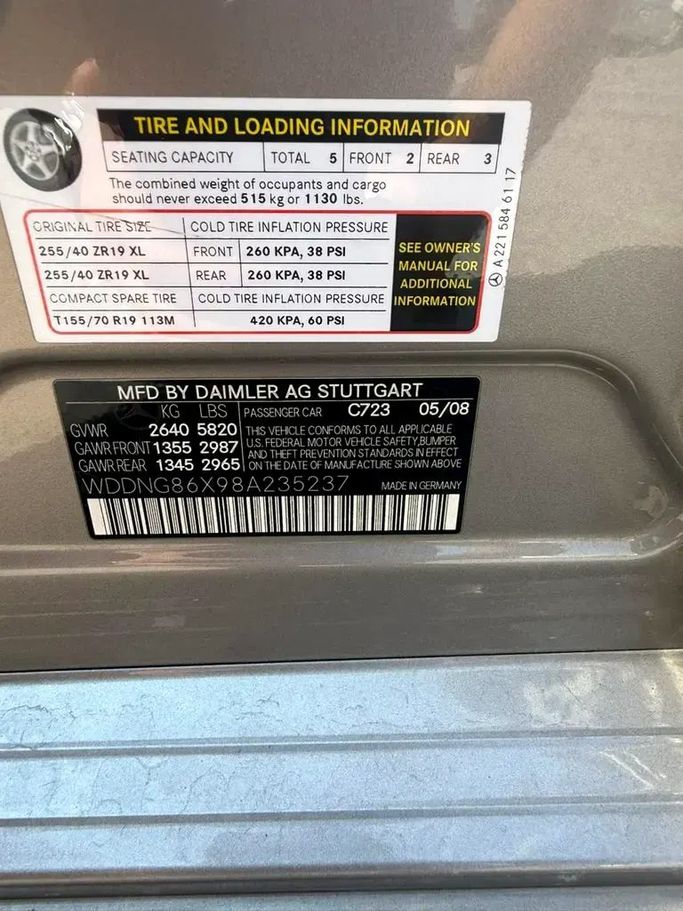 TIRE AND LOADING INFORMATION
SEATING CAPACITY TOTAL 5 FRONT 2 REAR 3
The combined weight of occupants and cargo
should never exceed 515 kg or 1130 lbs.
ORIGINAL TIRE SIZE COLD TIRE INFLATION PRESSURE
255/40 ZR19 XL FRONT 260 KPA, 38 PSI
255/40 ZR19 XL REAR 260 KPA, 38 PSI
COMPACT SPARE TIRE COLD TIRE INFLATION PRESSURE
T155/70 R19 113M 420 KPA, 60 PSI
SEE OWNER'S
MANUAL FOR
ADDITIONAL
INFORMATION
A 221 584 61 17
MFD BY DAIMLER AG STUTTGART
KG LBS PASSENGER CAR C723 05/08
GVWR 2640 5820
GAWR FRONT 1355 2987
GAWR REAR 1345 2965
THIS VEHICLE CONFORMS TO ALL APPLICABLE
U.S. FEDERAL MOTOR VEHICLE SAFETY, BUMPER
AND THEFT PREVENTION STANDARDS IN EFFECT
ON THE DATE OF MANUFACTURE SHOWN ABOVE
WDDNG86X98A235237 MADE IN GERMANY